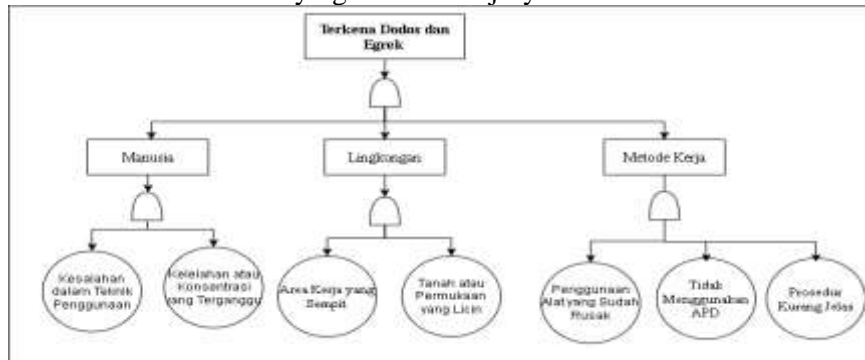 Terkena Dodos dan
Egrek
Manusia
Lingkongan
Metode Kerja
Kesalahan
dalam Teknik
Penggunaan
Kelelahan atau
Konsentrasi
yang Terganggu
Area Kerja yang
Sempit
Tanah atau
Permukaan
yang Licin
Penggunaan
Alat yang Sudah
Rusak
Tidak
Menggunakan
APD
Prosedur
Kurang Jelas